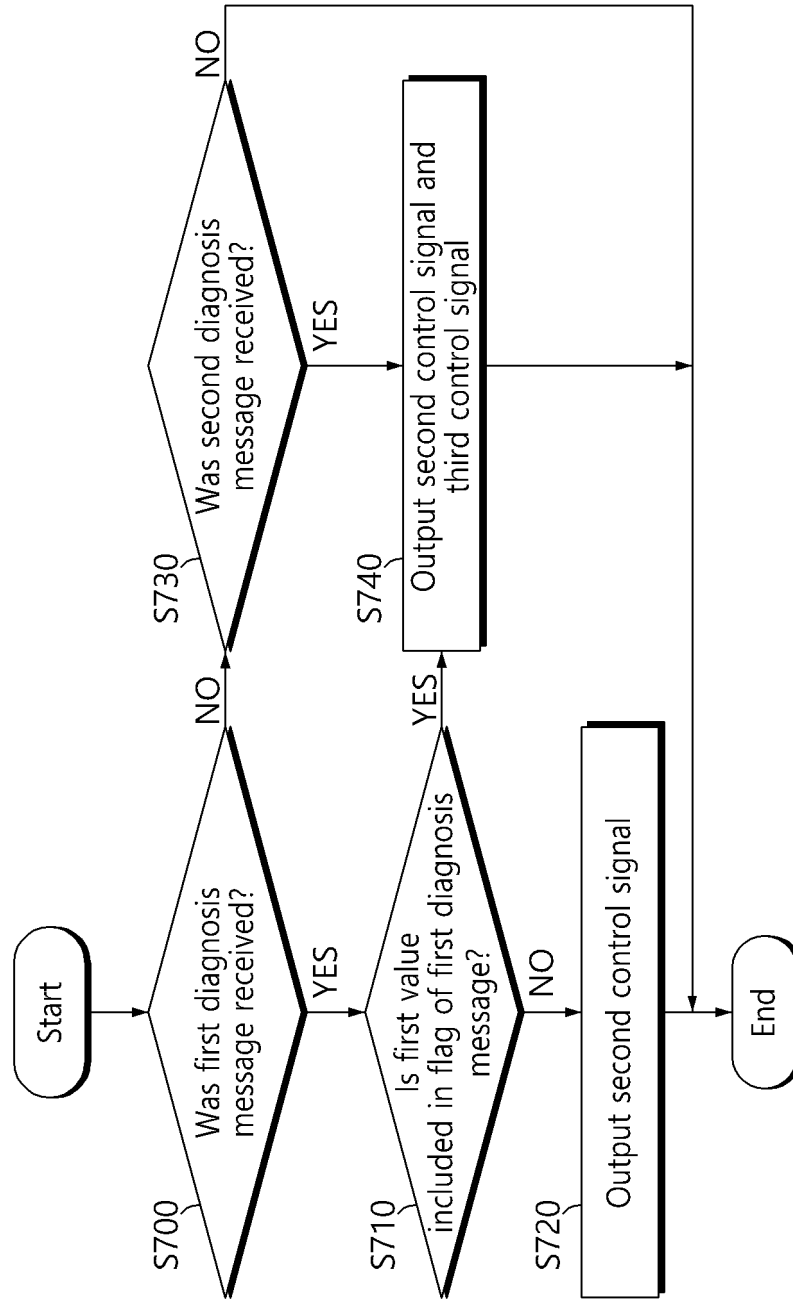 Start
S700
Was first diagnosis
message received?
NO
YES
S730
Was second diagnosis
message received?
NO
YES
S710
Is first value
included in flag of first diagnosis
message?
YES
NO
S740
Output second control signal and
third control signal
S720
Output second control signal
End